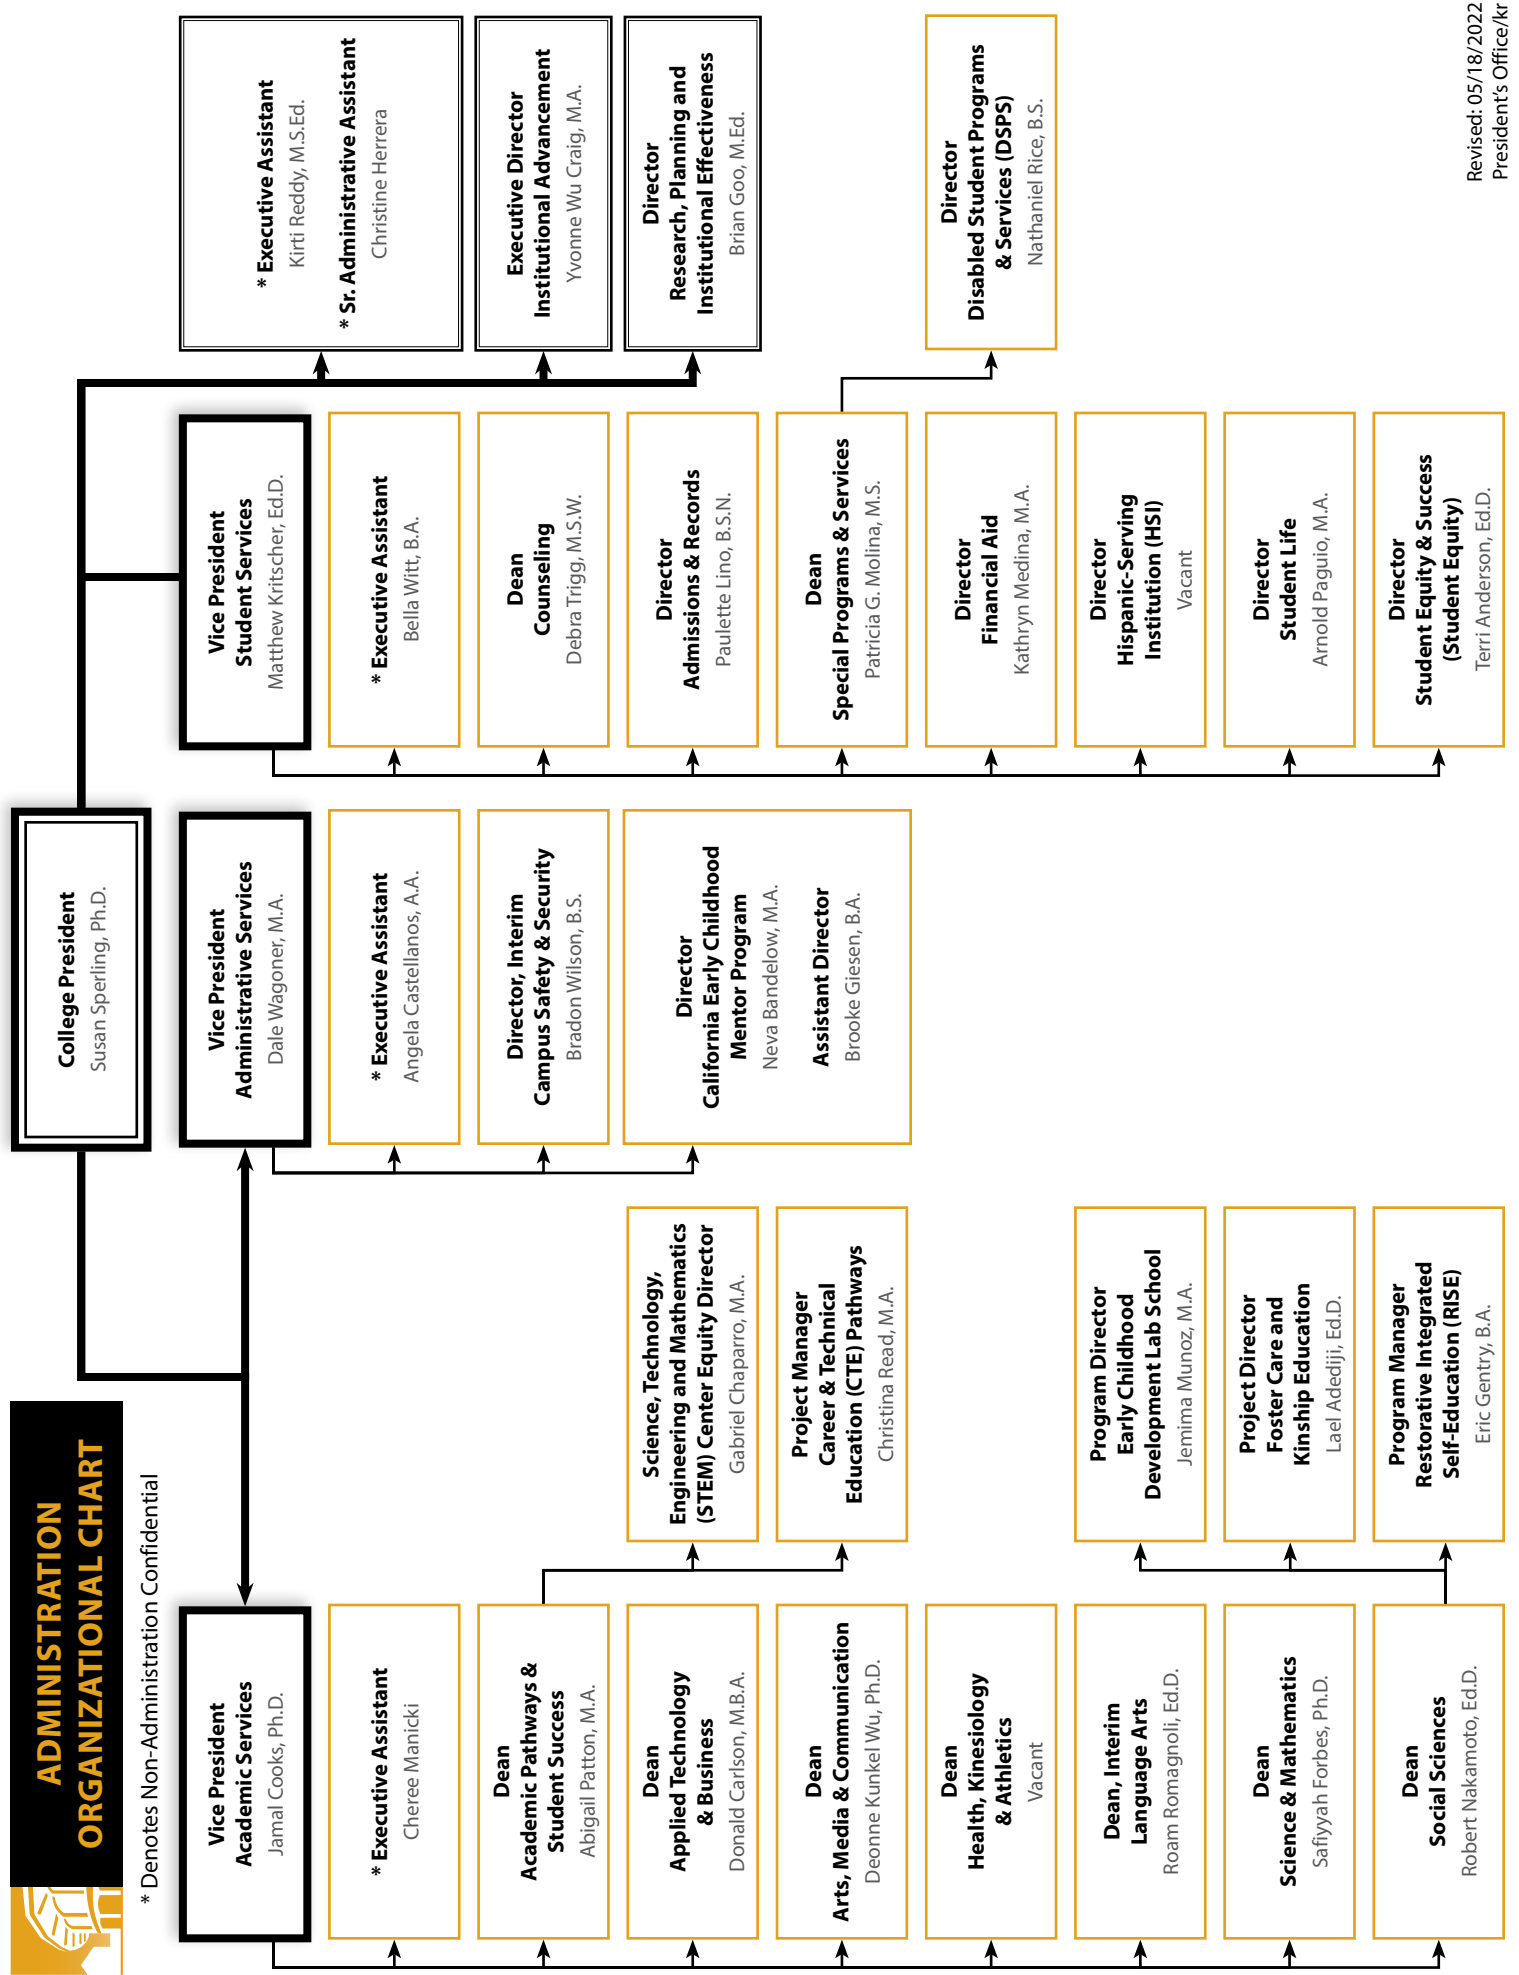 ADMINISTRATION
ORGANIZATIONAL CHART
* Denotes Non-Administration Confidential
College President
Susan Sperling, Ph.D.
Vice President
Academic Services
Jamal Cooks, Ph.D.
* Executive Assistant
Cheree Manicki
Dean
Academic Pathways &
Student Success
Abigail Patton, M.A.
Dean
Applied Technology
& Business
Donald Carlson, M.B.A.
Dean
Arts, Media & Communication
Deonne Kunkel Wu, Ph.D.
Dean
Health, Kinesiology
& Athletics
Vacant
Dean, Interim
Language Arts
Roam Romagnoli, Ed.D.
Dean
Science & Mathematics
Safiyyah Forbes, Ph.D.
Dean
Social Sciences
Robert Nakamoto, Ed.D.
Science, Technology,
Engineering and Mathematics
(STEM) Center Equity Director
Gabriel Chaparro, M.A.
Project Manager
Career & Technical
Education (CTE) Pathways
Christina Read, M.A.
Program Director
Early Childhood
Development Lab School
Jemima Munoz, M.A.
Project Director
Foster Care and
Kinship Education
Lael Adediji, Ed.D.
Program Manager
Restorative Integrated
Self-Education (RISE)
Eric Gentry, B.A.
Vice President
Administrative Services
Dale Wagoner, M.A.
* Executive Assistant
Angela Castellanos, A.A.
Director, Interim
Campus Safety & Security
Bradon Wilson, B.S.
Director
California Early Childhood
Mentor Program
Neva Bandelow, M.A.
Assistant Director
Brooke Giesen, B.A.
Vice President
Student Services
Matthew Kritscher, Ed.D.
* Executive Assistant
Bella Witt, B.A.
Dean
Counseling
Debra Trigg, M.S.W.
Director
Admissions & Records
Paulette Lino, B.S.N.
Dean
Special Programs & Services
Patricia G. Molina, M.S.
Director
Financial Aid
Kathryn Medina, M.A.
Director
Hispanic-Serving
Institution (HSI)
Vacant
Director
Student Life
Arnold Paguio, M.A.
Director
Student Equity & Success
(Student Equity)
Terri Anderson, Ed.D.
* Executive Assistant
Kirti Reddy, M.S.Ed.
* Sr. Administrative Assistant
Christine Herrera
Executive Director
Institutional Advancement
Yvonne Wu Craig, M.A.
Director
Research, Planning and
Institutional Effectiveness
Brian Goo, M.Ed.
Director
Disabled Student Programs
& Services (DSPS)
Nathaniel Rice, B.S.
Revised: 05/18/2022
President's Office/kr